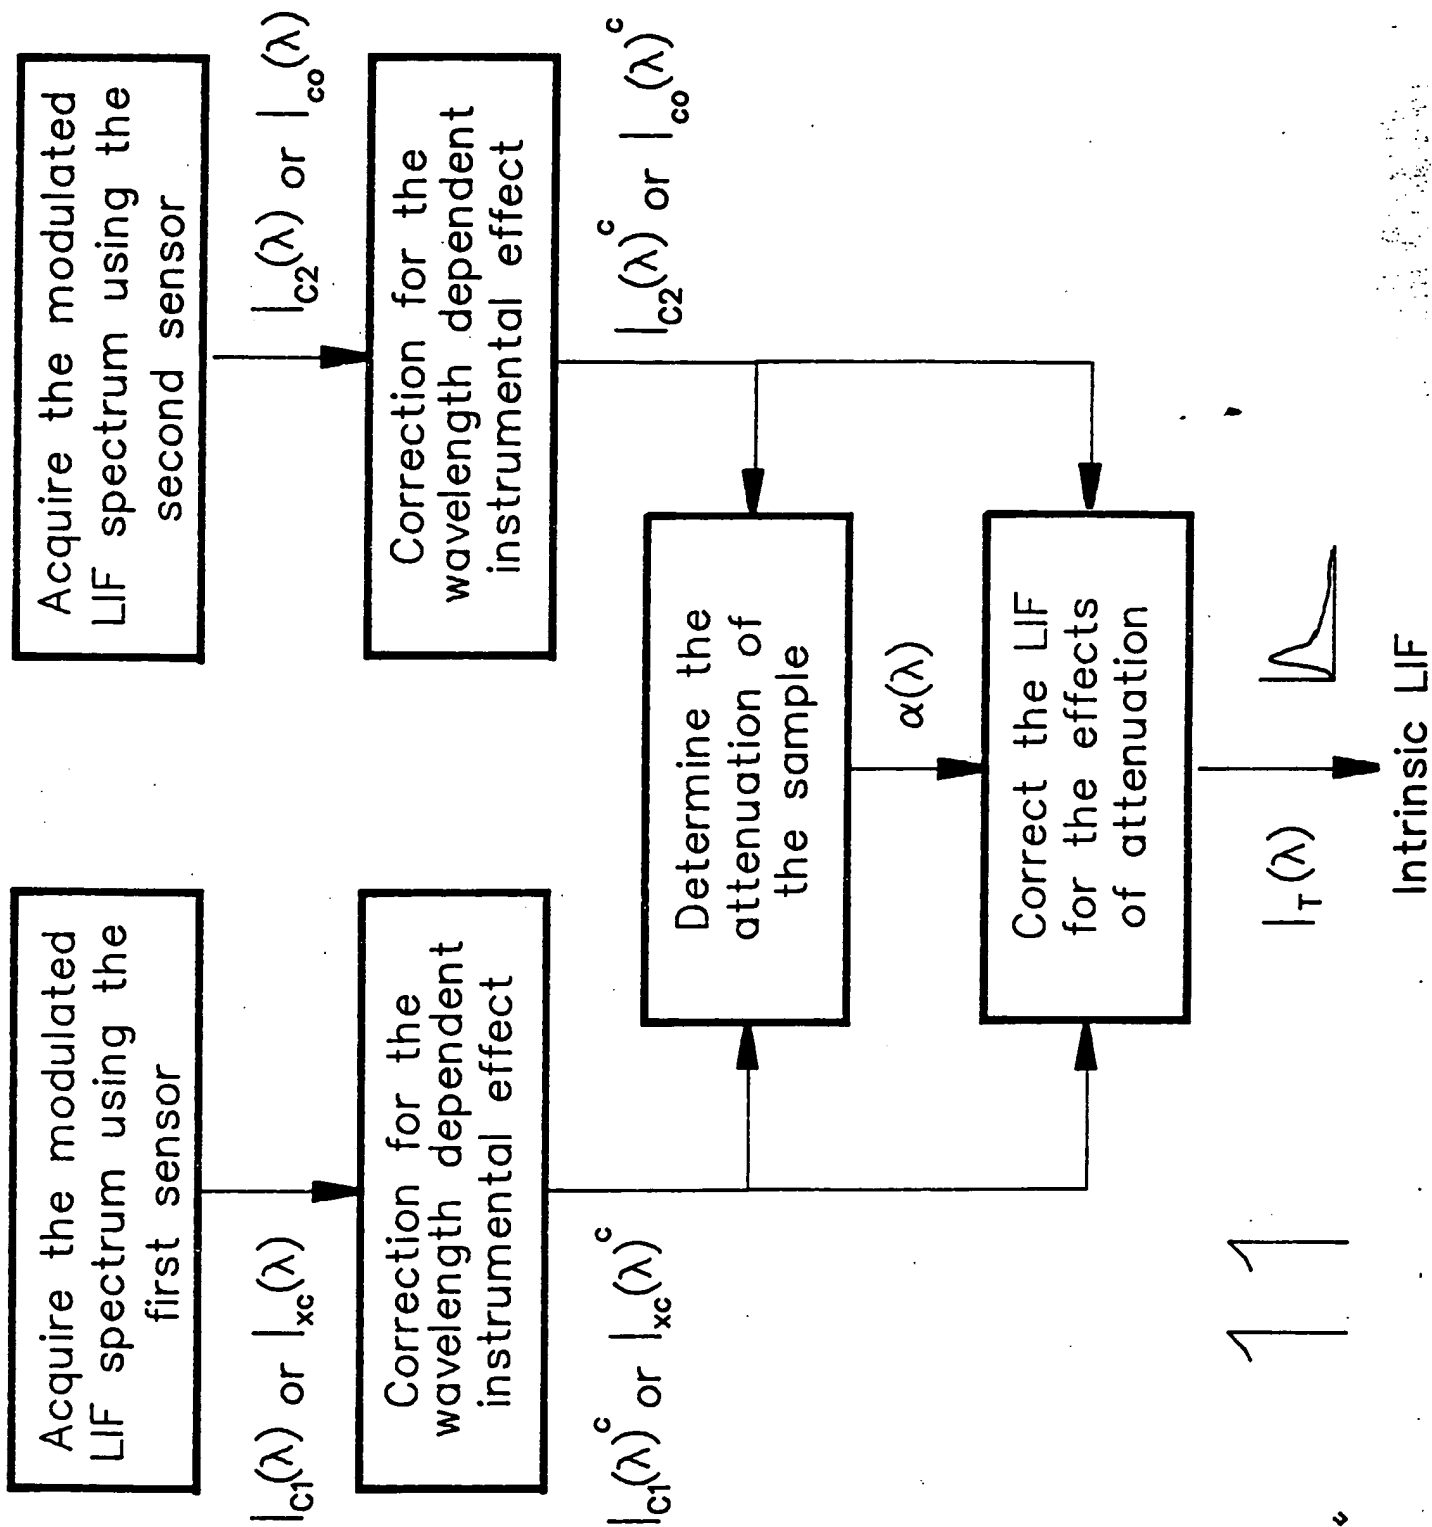 Acquire the modulated
LIF spectrum using the
first sensor
I_C1(λ) or I_xc(λ)
Correction for the
wavelength dependent
instrumental effect
I_C1(λ)^c or I_xc(λ)^c
Acquire the modulated
LIF spectrum using the
second sensor
I_C2(λ) or I_co(λ)
Correction for the
wavelength dependent
instrumental effect
I_C2(λ)^c or I_co(λ)^c
Determine the
attenuation of
the sample
α(λ)
Correct the LIF
for the effects
of attenuation
I_T(λ)
Intrinsic LIF
11